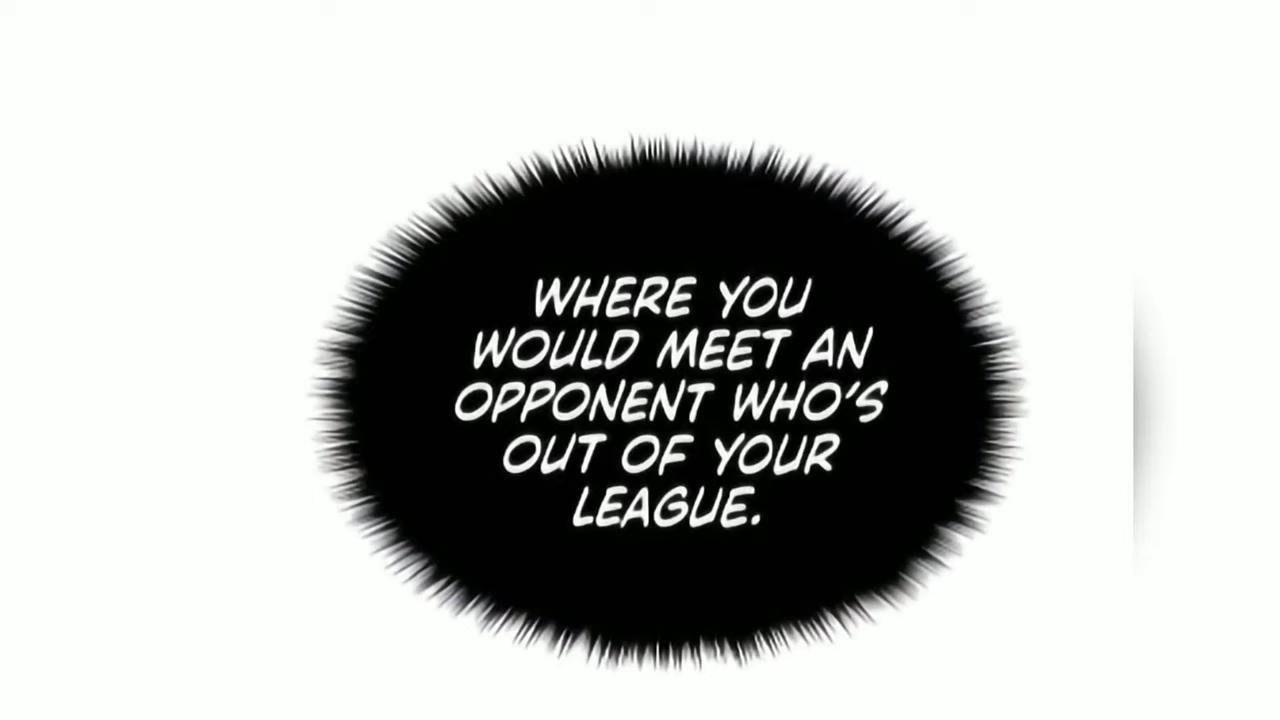 WHERE YOU
WOULD MEET AN
OPPONENT WHO'S
OUT OF YOUR
LEAGUE.